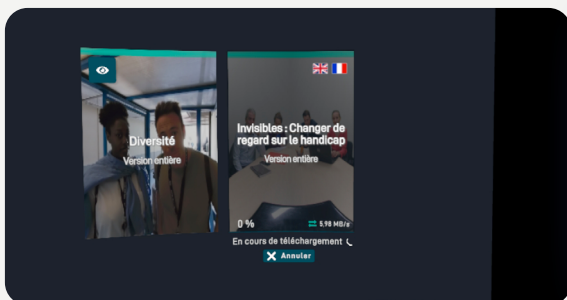 Diversité
Version entière
Invisibles : Changer de
regard sur le handicap
Version entière
0 %
5,98 MB/s
En cours de téléchargement
Annuler